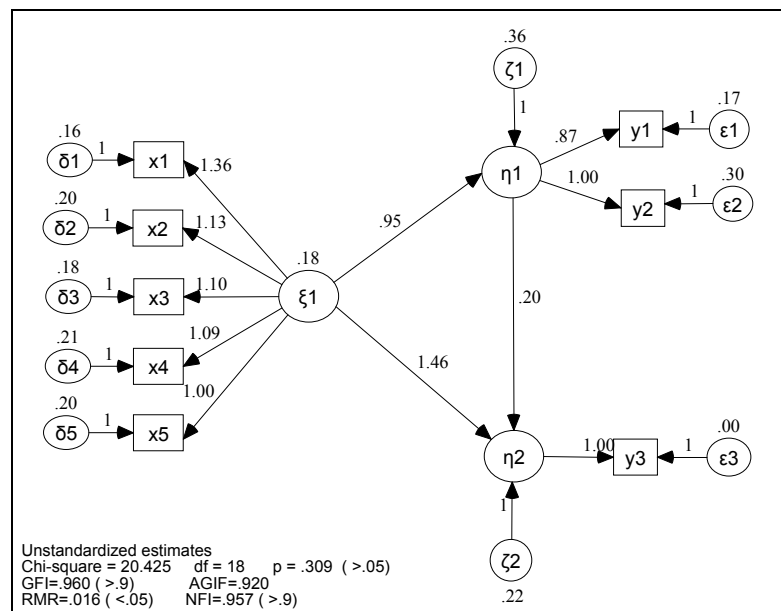 .36
ζ1
1
.16
δ1
1
x1
1.36
.17
ε1
1
y1
.87
η1
.20
δ2
1
x2
1.13
1.00
y2
1
.30
ε2
.95
.18
δ3
1
x3
1.10
.18
ξ1
.20
.21
δ4
1
x4
1.09
1.46
.20
δ5
1
x5
1.00
η2
1.00
y3
1
.00
ε3
1
ζ2
.22
Unstandardized estimates
Chi-square = 20.425 df = 18 p = .309 ( >.05)
GFI=.960 ( >.9) AGIF=.920
RMR=.016 ( <.05) NFI=.957 (>.9)